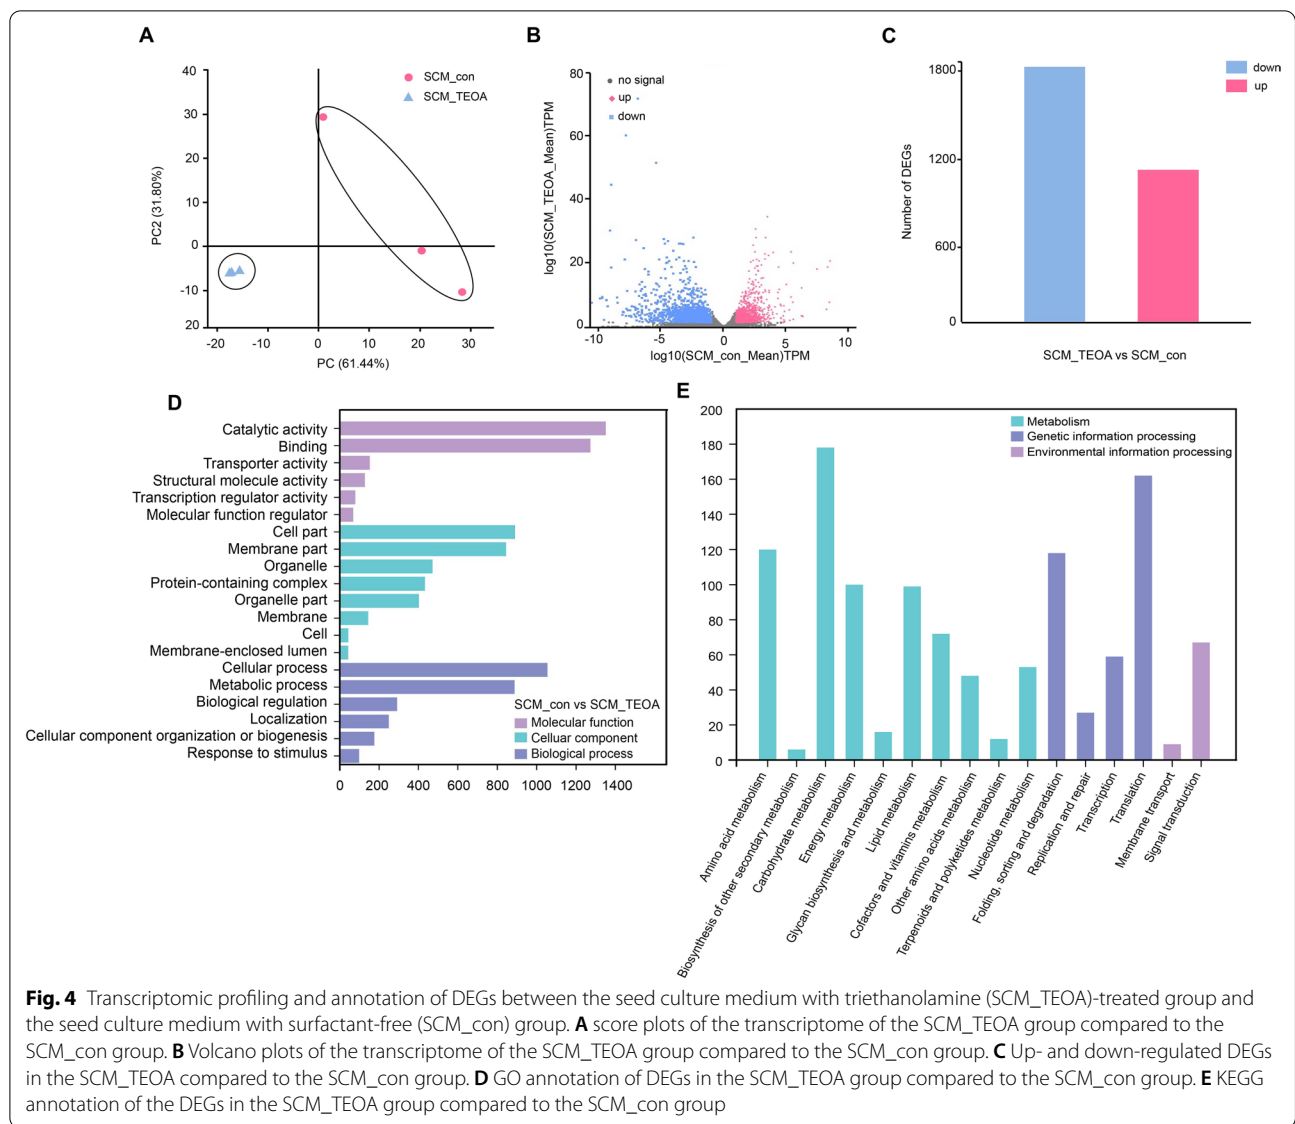 A
40
30
20
10
0
-10
20
-20
-10
0
10
20
30
PC2 (31.80%)
PC (61.44%)
SCM_con
SCM_TEOA
B
80
60
40
20
0
-10
-5
0
5
10
log10(SCM_TEOA_Mean)TPM
log10(SCM_con_Mean)TPM
no signal
up
down
C
1800
1200
600
0
Number of DEGs
SCM_TEOA vs SCM_con
down
up
D
Catalytic activity
Binding
Transporter activity
Structural molecule activity
Transcription regulator activity
Molecular function regulator
Cell part
Membrane part
Organelle
Protein-containing complex
Organelle part
Membrane
Cell
Membrane-enclosed lumen
Cellular process
Metabolic process
Biological regulation
Localization
Cellular component organization or biogenesis
Response to stimulus
0
200
400
600
800
1000
1200
1400
SCM_con vs SCM_TEOA
Molecular function
Celluar component
Biological process
E
200
180
160
140
120
100
80
60
40
20
0
Metabolism
Genetic information processing
Environmental information processing
Amino acid metabolism
Biosynthesis of other secondary metabolism
Carbohydrate metabolism
Energy metabolism
Glycan biosynthesis and metabolism
Lipid metabolism
Cofactors and vitamins metabolism
Other amino acids metabolism
Terpenoids and polyketides metabolism
Nucleotide metabolism
Folding, sorting and degradation
Replication and repair
Transcription
Translation
Membrane transport
Signal transduction
Fig. 4 Transcriptomic profiling and annotation of DEGs between the seed culture medium with triethanolamine (SCM_TEOA)-treated group and
the seed culture medium with surfactant-free (SCM_con) group. A score plots of the transcriptome of the SCM_TEOA group compared to the
SCM_con group. B Volcano plots of the transcriptome of the SCM_TEOA group compared to the SCM_con group. C Up- and down-regulated DEGs
in the SCM_TEOA compared to the SCM_con group. D GO annotation of DEGs in the SCM_TEOA group compared to the SCM_con group. E KEGG
annotation of the DEGs in the SCM_TEOA group compared to the SCM_con group